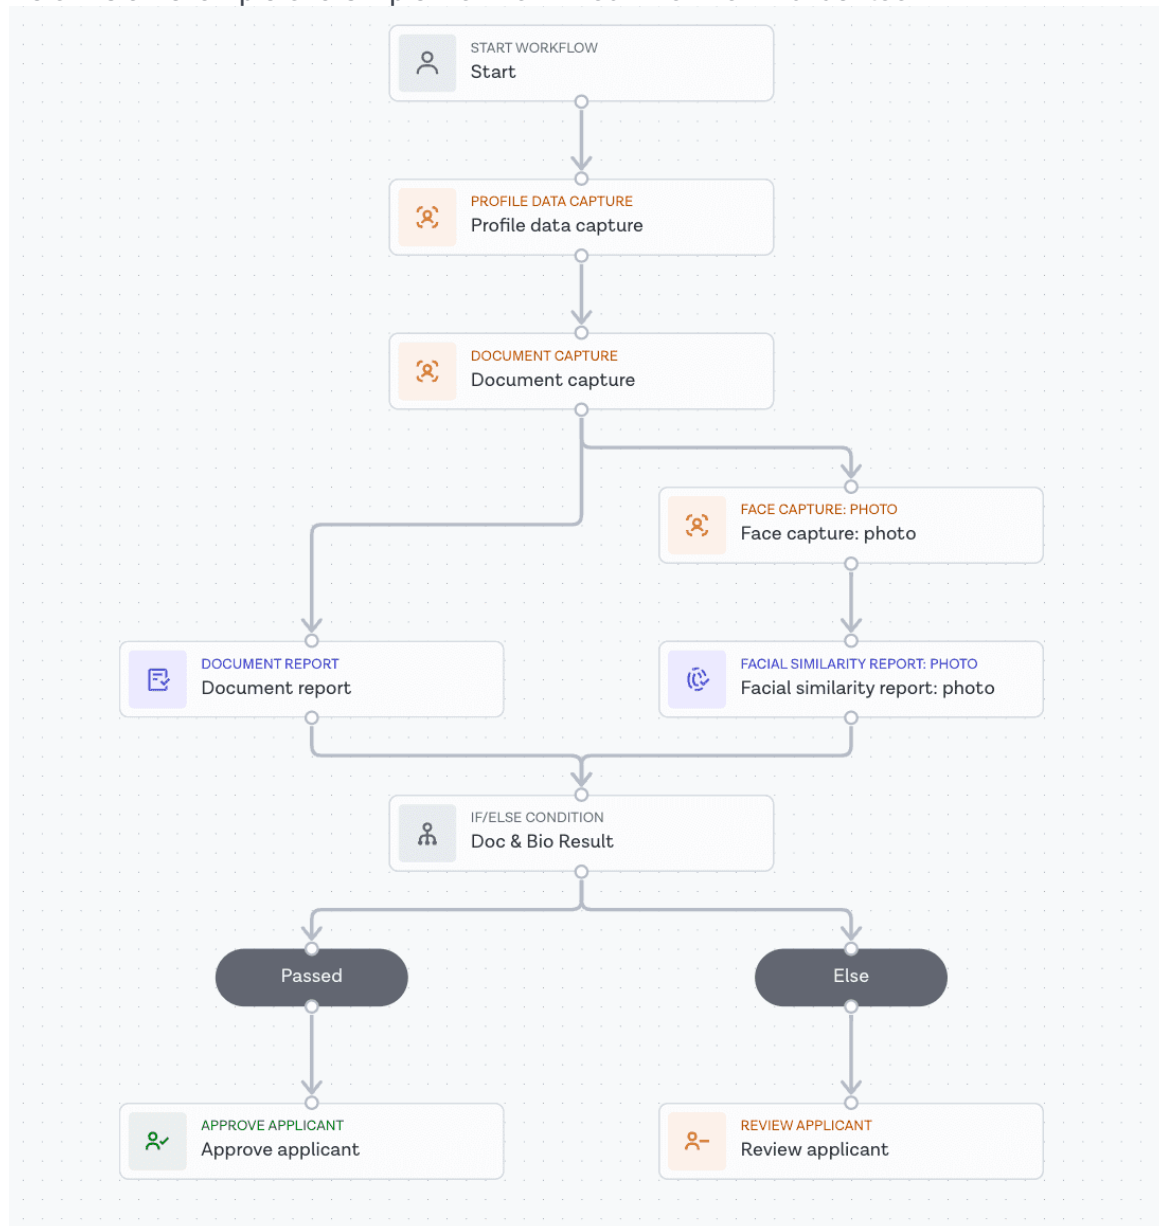 START WORKFLOW
Start
PROFILE DATA CAPTURE
Profile data capture
DOCUMENT CAPTURE
Document capture
FACE CAPTURE: PHOTO
Face capture: photo
DOCUMENT REPORT
Document report
FACIAL SIMILARITY REPORT: PHOTO
Facial similarity report: photo
IF/ELSE CONDITION
Doc & Bio Result
Passed
Else
APPROVE APPLICANT
Approve applicant
REVIEW APPLICANT
Review applicant